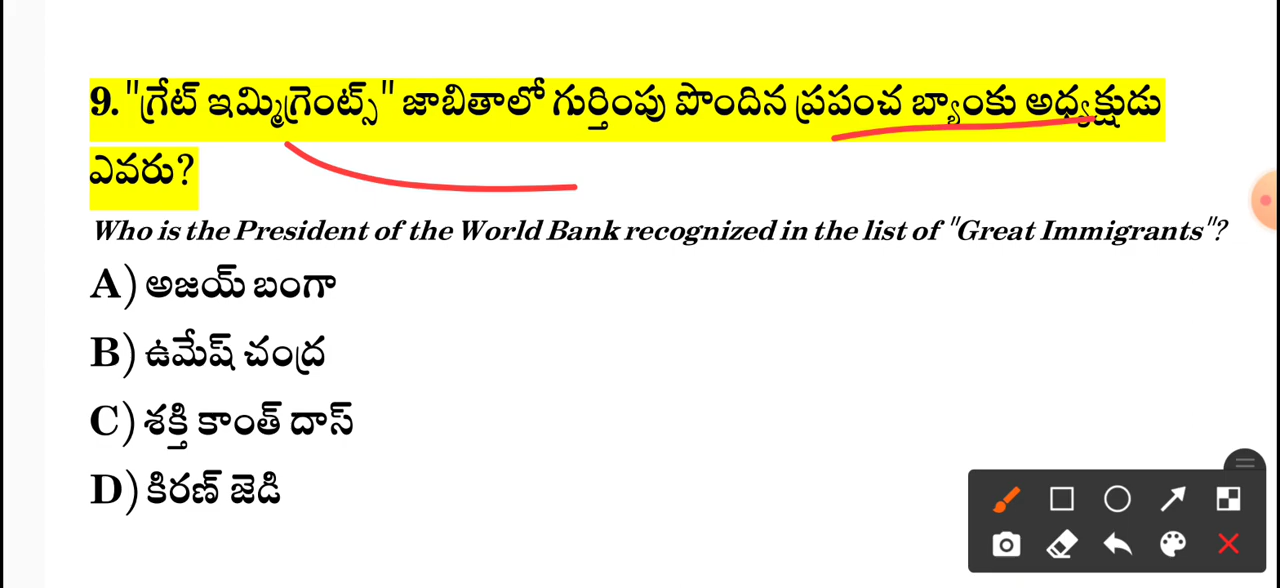 9. "గ్రేట్ ఇమ్మిగ్రెంట్స్" జాబితాలో గుర్తింపు పొందిన ప్రపంచ బ్యాంకు అధ్యక్షుడు
ఎవరు?
Who is the President of the World Bank recognized in the list of "Great Immigrants"?
A) అజయ్ బంగా
B) ఉమేష్ చంద్ర
C) శక్తి కాంత్ దాస్
D) కిరణ్ జెడి